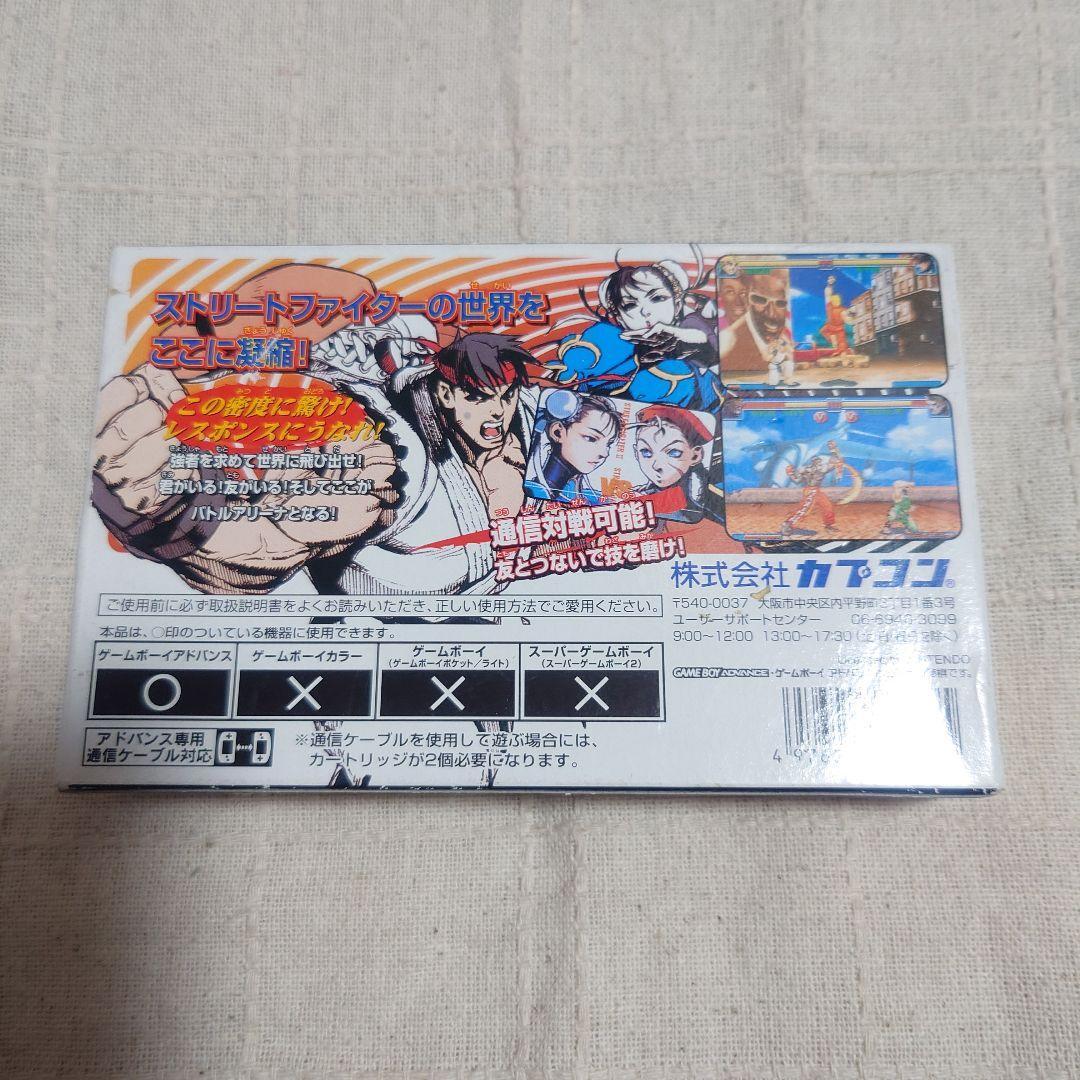 ストリートファイターの世界を
ここに凝縮!
この密度に驚け!
レスポンスにうなれ!
強者を求めて世界に飛び出せ!
君がいる!友がいる!そしてここが
バトルアリーナとなる!
通信対戦可能!
友とつないで技を磨け!
株式会社カプコン®
〒540-0037 大阪市中央区内平野町3丁目1番3号
ユーザーサポートセンター 06-6946-3099
9:00〜12:00 13:00〜17:30
ご使用前に必ず取扱説明書をよくお読みいただき、正しい使用方法でご愛用ください。
本品は、○印のついている機器に使用できます。
ゲームボーイアドバンス ゲームボーイカラー ゲームボーイ (ゲームボーイポケット/ライト) スーパーゲームボーイ (スーパーゲームボーイ2)
○ × × ×
アドバンス専用
通信ケーブル対応
※通信ケーブルを使用して遊ぶ場合には、
カートリッジが2個必要になります。
GAME BOY ADVANCE・ゲームボーイ